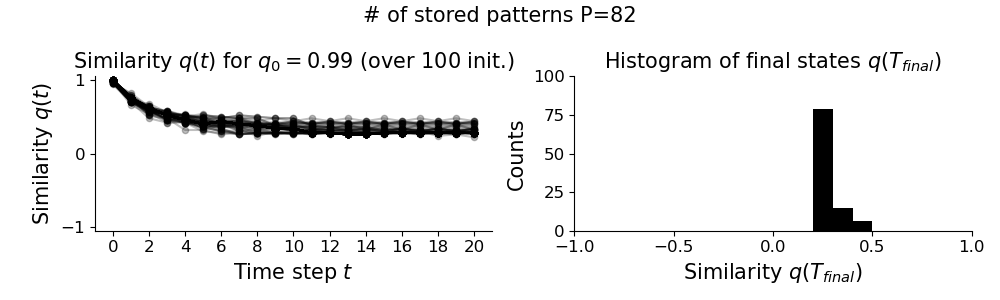 # of stored patterns P=82
Similarity q(t) for q₀ = 0.99 (over 100 init.)
Similarity q(t)
1
0
−1
0 2 4 6 8 10 12 14 16 18 20
Time step t
Histogram of final states q(T_final)
Counts
100
75
50
25
0
−1.0 −0.5 0.0 0.5 1.0
Similarity q(T_final)